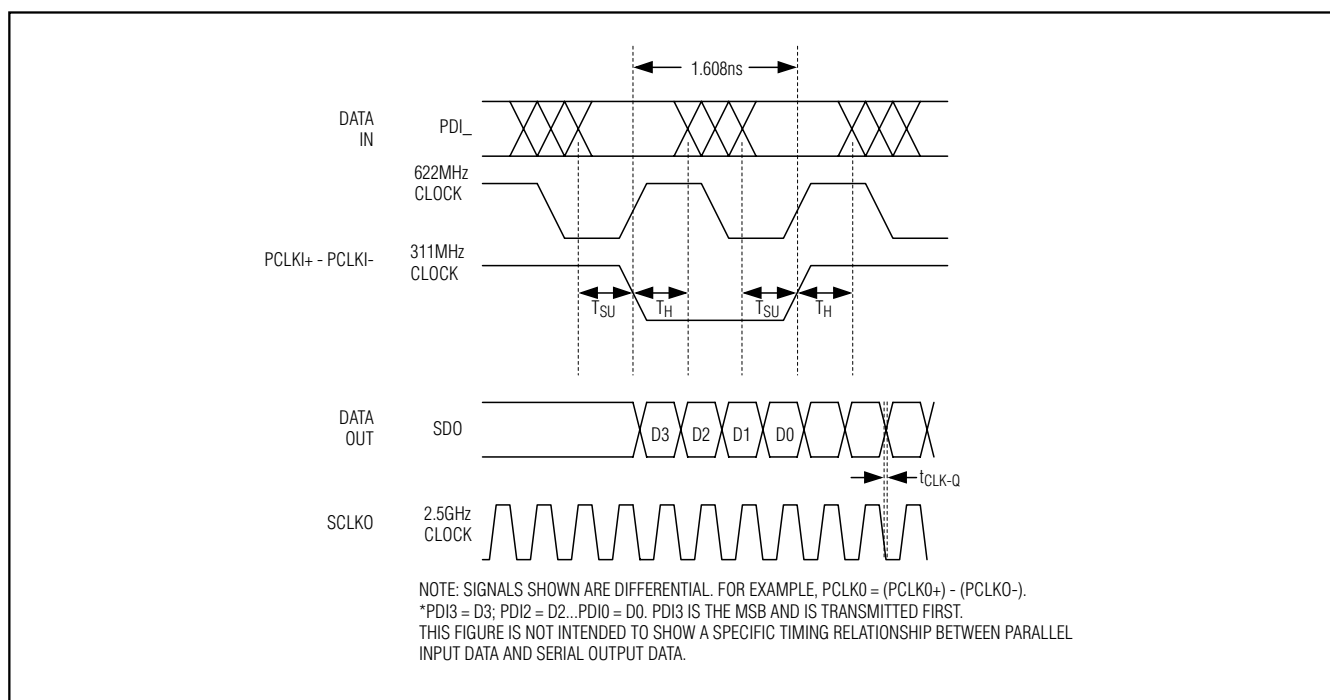 1.608ns
DATA
IN
PDI_
622MHz
CLOCK
PCLKI+ - PCLKI-
311MHz
CLOCK
TSU
TH
TSU
TH
DATA
OUT
SDO
D3
D2
D1
D0
tCLK-Q
SCLKO
2.5GHz
CLOCK
NOTE: SIGNALS SHOWN ARE DIFFERENTIAL. FOR EXAMPLE, PCLK0 = (PCLK0+) - (PCLKO-).
*PDI3 = D3; PDI2 = D2...PDI0 = D0. PDI3 IS THE MSB AND IS TRANSMITTED FIRST.
THIS FIGURE IS NOT INTENDED TO SHOW A SPECIFIC TIMING RELATIONSHIP BETWEEN PARALLEL
INPUT DATA AND SERIAL OUTPUT DATA.